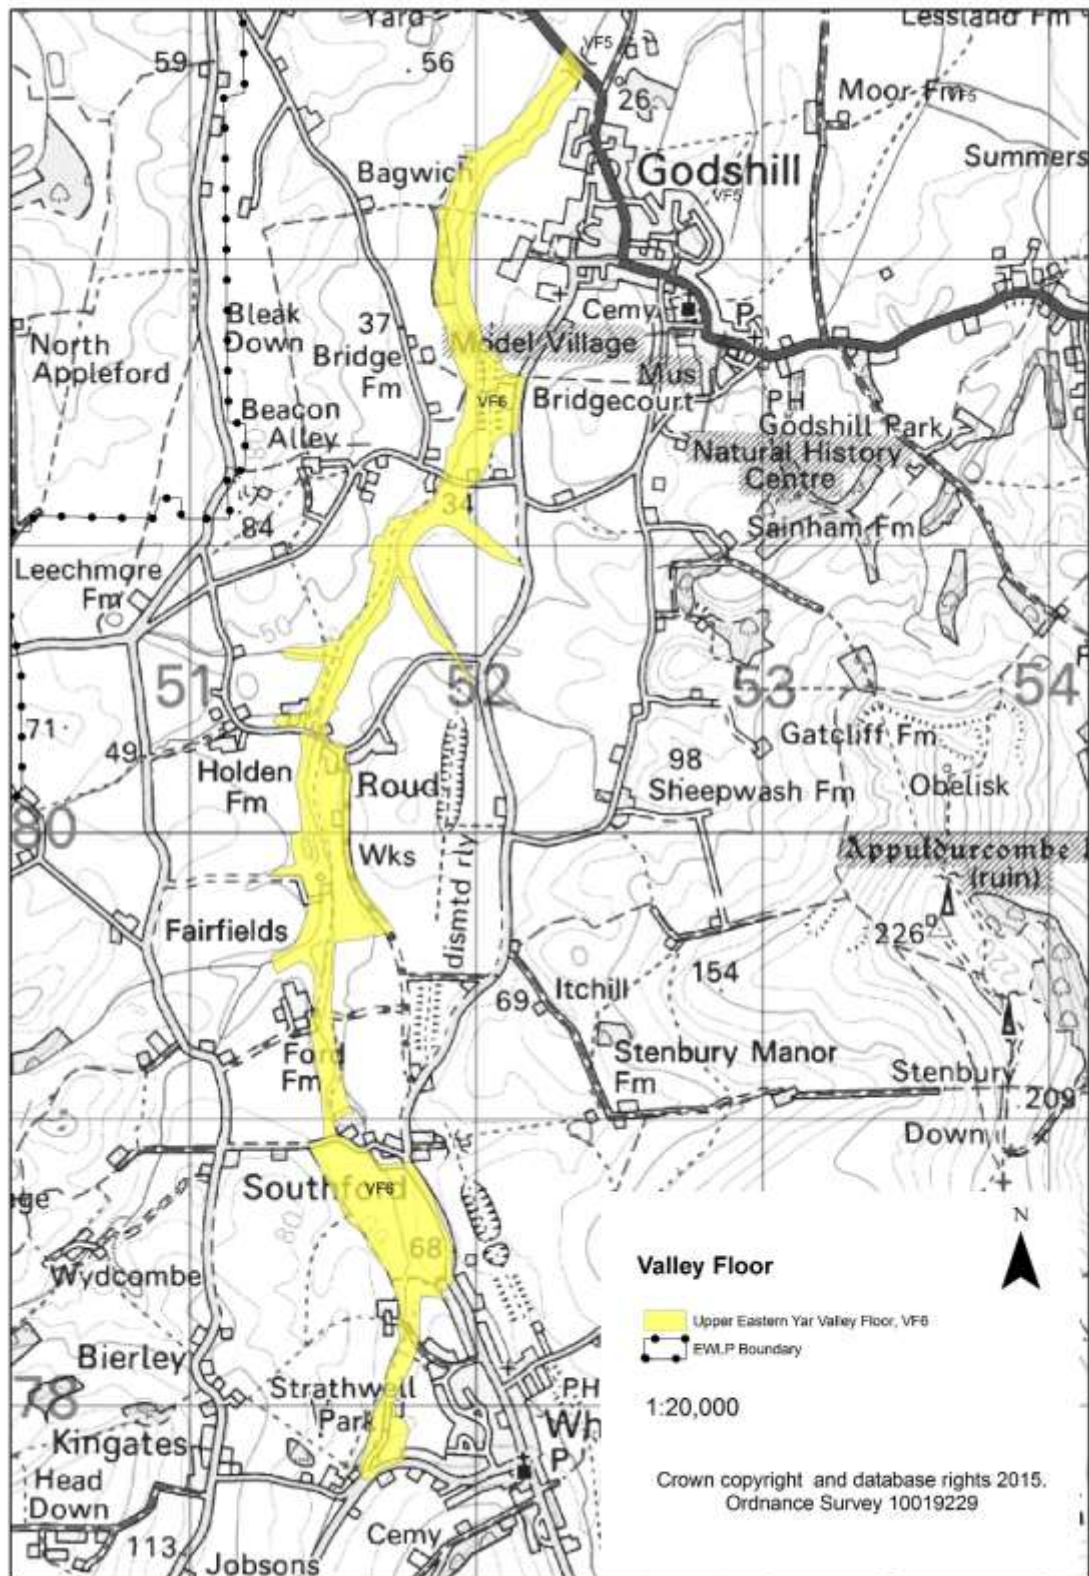 Yard
Lessland Fm
59
56
VF5
26
Moor Fm
5
Bagwich
Godshill
Summers
VF5
Cemy
P
Bleak
Down
37
Bridge
Fm
Model Village
Mus
North
Appleford
VF6
Bridgecourt
PH
Beacon
Alley
Godshill Park
Natural History
Centre
34
84
Sainham Fm
Leechmore
Fm
50
51
52
53
54
71
49
Gatcliff Fm
Holden
Fm
Roud
98
Sheepwash Fm
Obelisk
80
Wks
dismtd rly
Appuldurcombe
(ruin)
Fairfields
226
154
69
Itchill
Ford
Fm
Stenbury Manor
Fm
Stenbury
Down
209
Southford
VF6
80
68
ge
Wydcombe
Bierley
78
Strathwell
Park
PH
Wh
P
Kingates
Head
Down
113
Cemy
Jobsons
N
Valley Floor
Upper Eastern Yar Valley Floor, VF6
EWLP Boundary
1:20,000
Crown copyright and database rights 2015.
Ordnance Survey 10019229